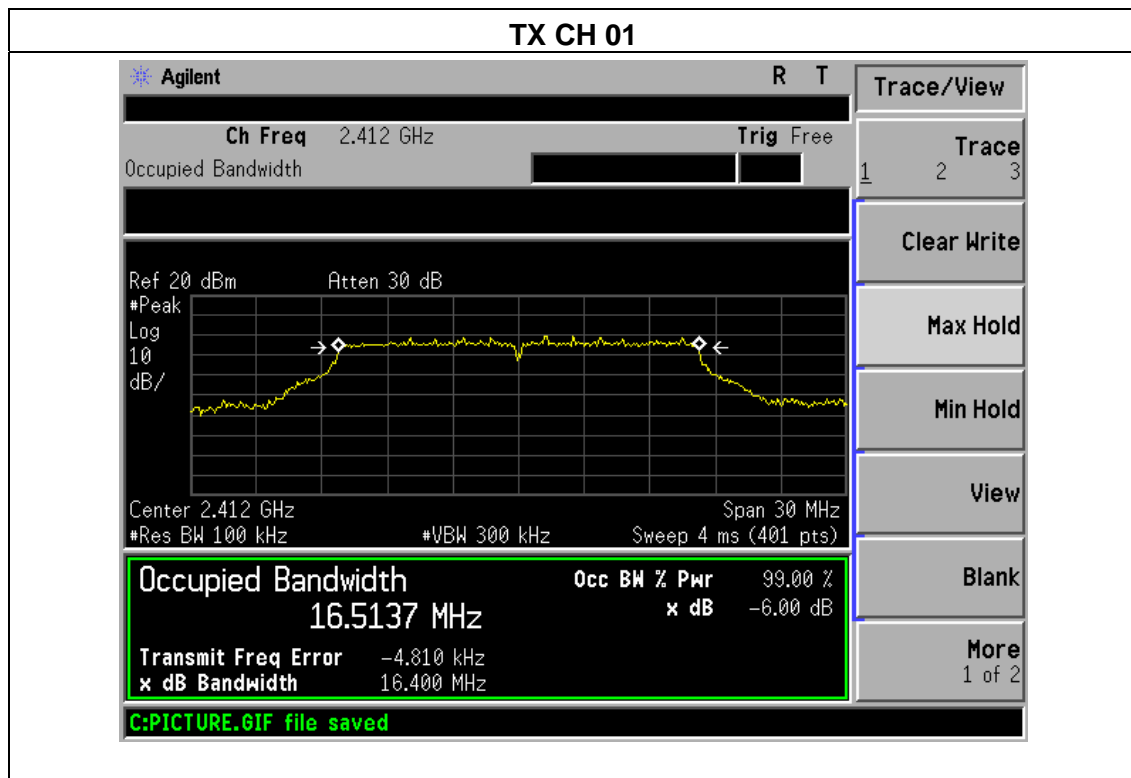 TX CH 01
Agilent R T
Trace/View
Ch Freq 2.412 GHz Trig Free
Occupied Bandwidth
Trace
1 2 3
Clear Write
Ref 20 dBm Atten 30 dB
#Peak
Log
10
dB/
Max Hold
Min Hold
View
Center 2.412 GHz Span 30 MHz
#Res BW 100 kHz #VBW 300 kHz Sweep 4 ms (401 pts)
Occupied Bandwidth Occ BW % Pwr 99.00 %
16.5137 MHz x dB -6.00 dB
Blank
Transmit Freq Error -4.810 kHz
x dB Bandwidth 16.400 MHz
More
1 of 2
C:PICTURE.GIF file saved